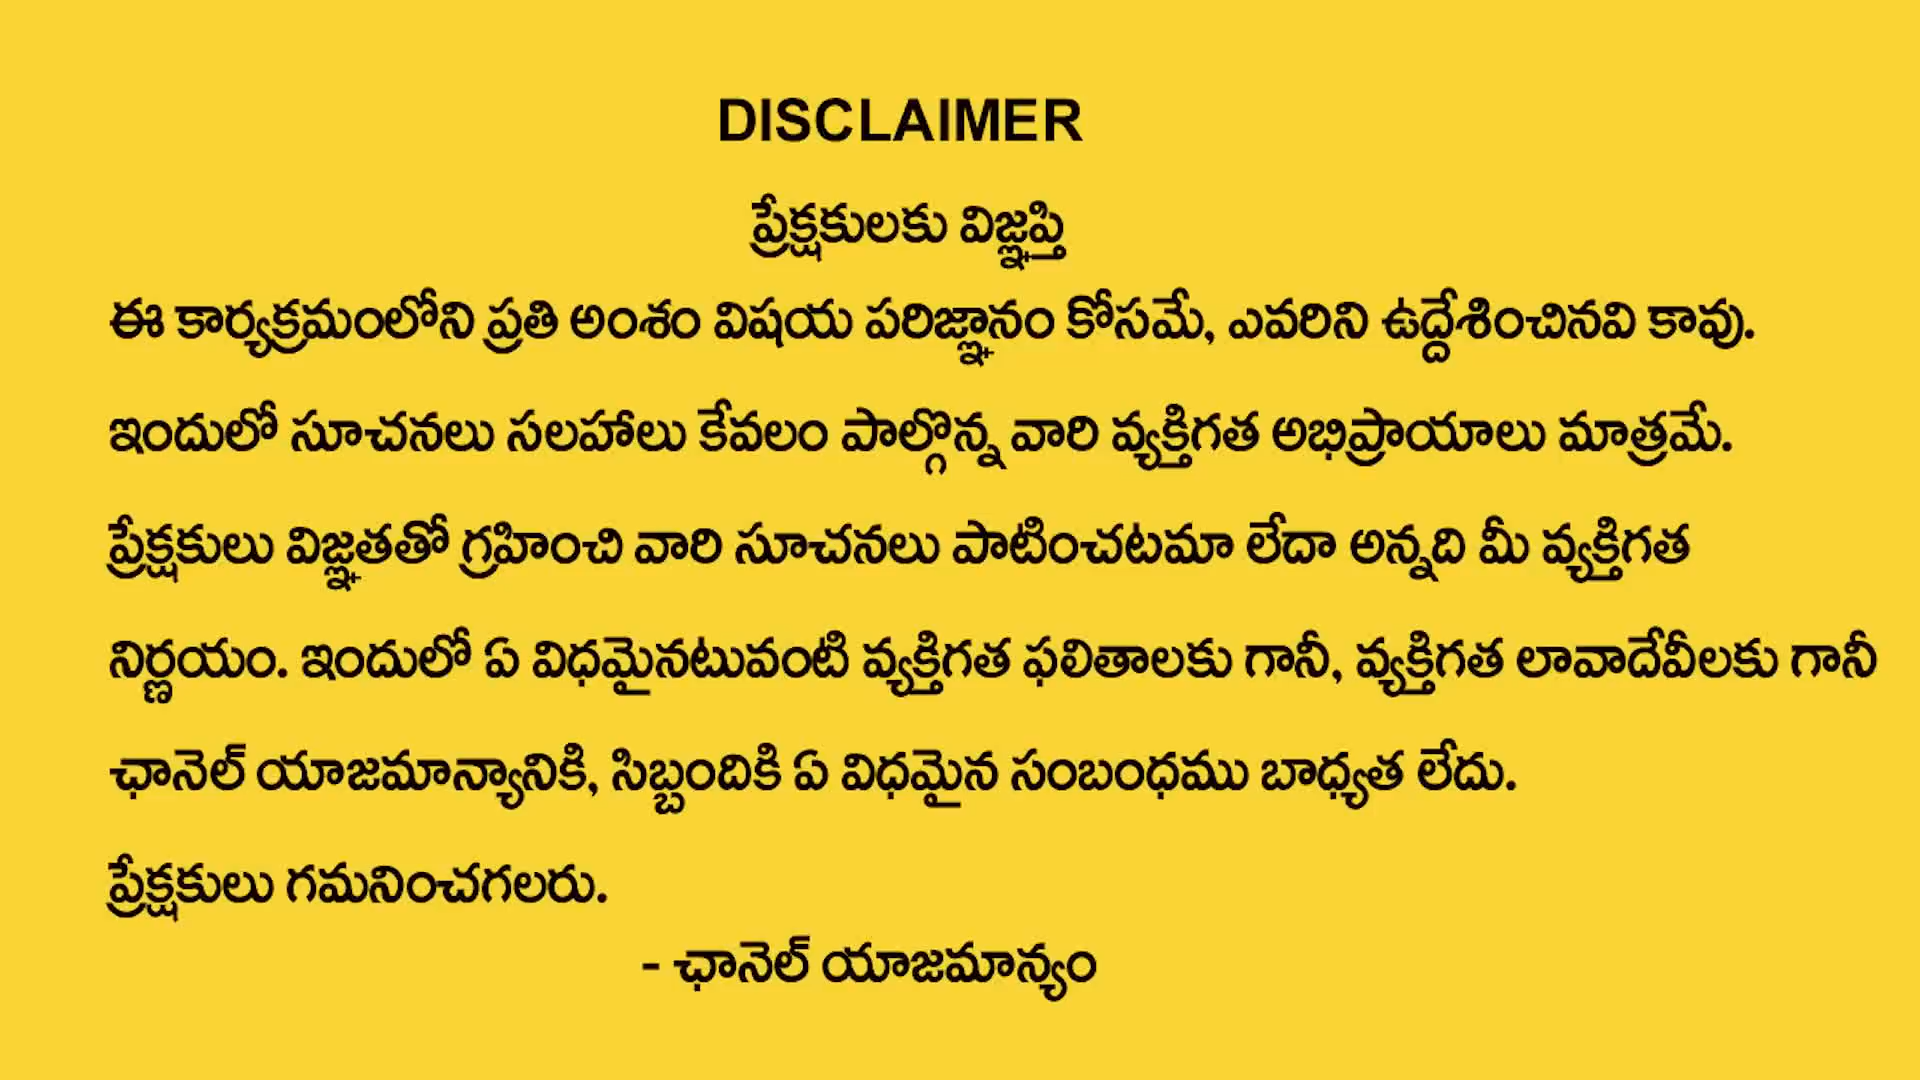 DISCLAIMER
ప్రేక్షకులకు విజ్ఞప్తి
ఈ కార్యక్రమంలోని ప్రతి అంశం విషయ పరిజ్ఞానం కోసమే, ఎవరిని ఉద్దేశించినవి కావు.
ఇందులో సూచనలు సలహాలు కేవలం పాల్గొన్న వారి వ్యక్తిగత అభిప్రాయాలు మాత్రమే.
ప్రేక్షకులు విజ్ఞతతో గ్రహించి వారి సూచనలు పాటించటమా లేదా అన్నది మీ వ్యక్తిగత
నిర్ణయం. ఇందులో ఏ విధమైనటువంటి వ్యక్తిగత ఫలితాలకు గానీ, వ్యక్తిగత లావాదేవీలకు గానీ
ఛానెల్ యాజమాన్యానికి, సిబ్బందికి ఏ విధమైన సంబంధము బాధ్యత లేదు.
ప్రేక్షకులు గమనించగలరు.
- ఛానెల్ యాజమాన్యం